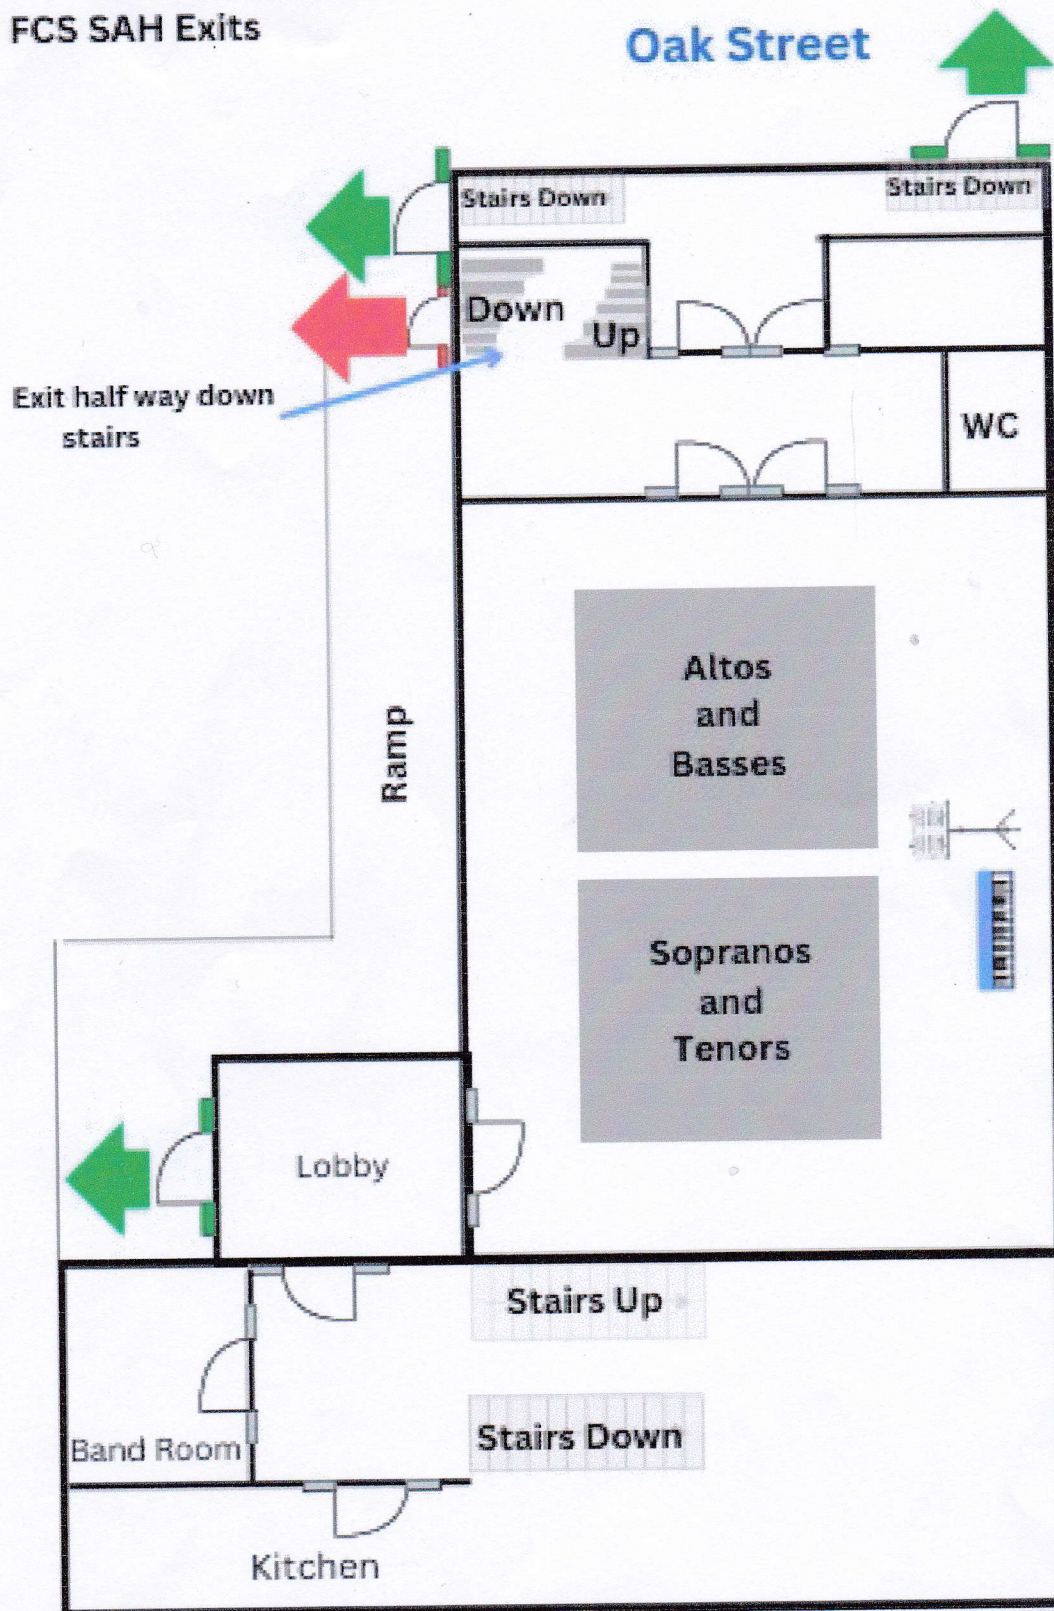 FCS SAH Exits
Oak Street
Stairs Down
Stairs Down
Down
Up
Exit half way down
stairs
WC
Altos
and
Basses
Ramp
Sopranos
and
Tenors
Lobby
Stairs Up
Stairs Down
Band Room
Kitchen